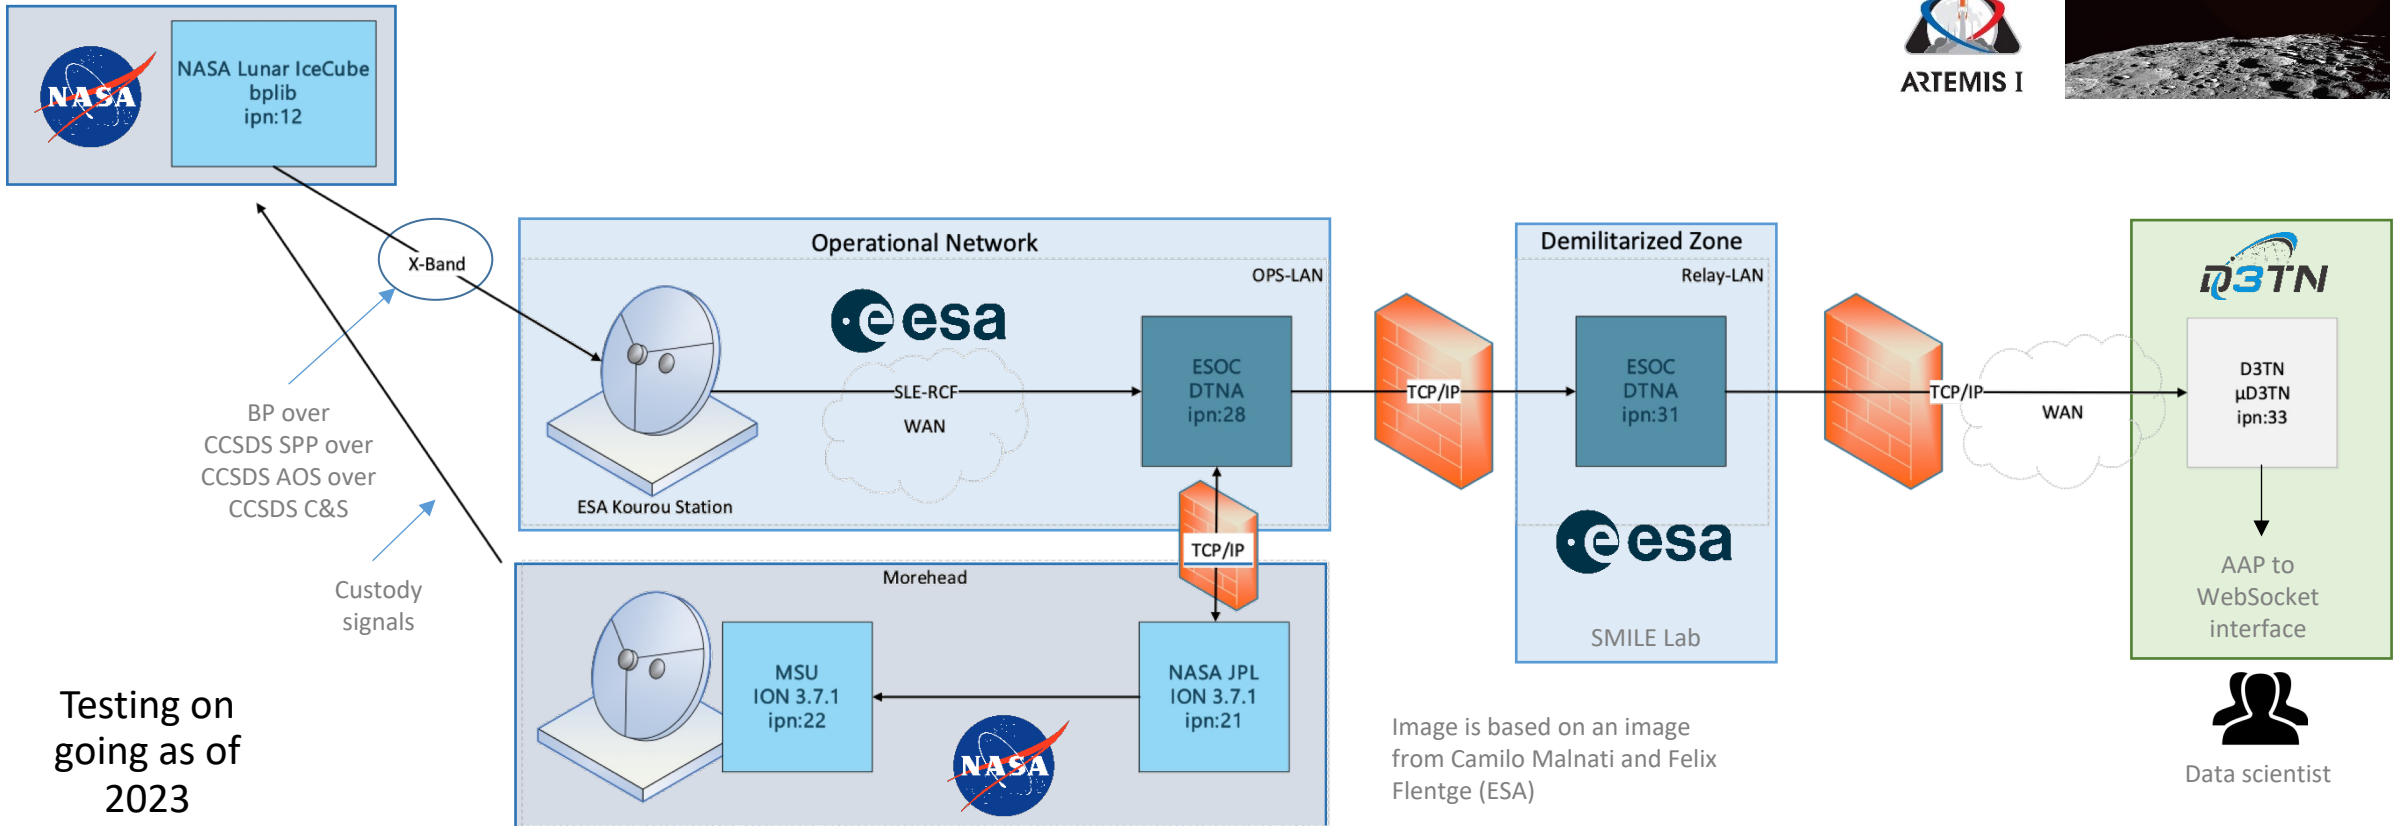 NASA
NASA Lunar IceCube
bplib
ipn:12
ARTEMIS I
X-Band
BP over
CCSDS SPP over
CCSDS AOS over
CCSDS C&S
Custody
signals
Testing on
going as of
2023
Operational Network
OPS-LAN
esa
ESA Kourou Station
SLE-RCF
WAN
ESOC
DTNA
ipn:28
TCP/IP
TCP/IP
Morehead
MSU
ION 3.7.1
ipn:22
NASA JPL
ION 3.7.1
ipn:21
NASA
Demilitarized Zone
Relay-LAN
ESOC
DTNA
ipn:31
esa
SMILE Lab
TCP/IP
WAN
D3TN
D3TN
µD3TN
ipn:33
AAP to
WebSocket
interface
Data scientist
Image is based on an image
from Camilo Malnati and Felix
Flentge (ESA)